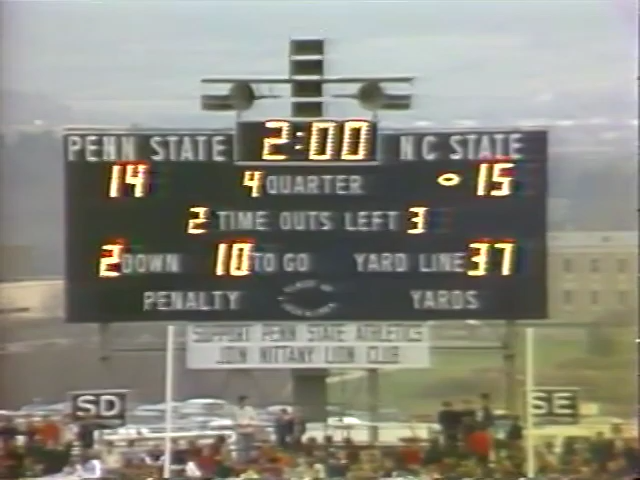 PENN STATE 2:00 N C STATE
14 4 QUARTER 15
2 TIME OUTS LEFT 3
2 DOWN 10 TO GO YARD LINE 37
PENALTY YARDS
SUPPORT PENN STATE ATHLETICS
JOIN NITTANY LION CLUB
SD SE